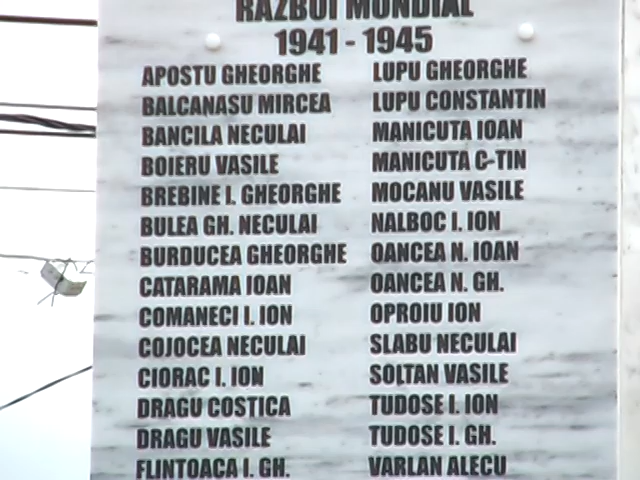 RAZBOI MONDIAL
1941 - 1945
APOSTU GHEORGHE
BALCANASU MIRCEA
BANCILA NECULAI
BOIERU VASILE
BREBINE I. GHEORGHE
BULEA GH. NECULAI
BURDUCEA GHEORGHE
CATARAMA IOAN
COMANECI I. ION
COJOCEA NECULAI
CIORAC I. ION
DRAGU COSTICA
DRAGU VASILE
FLINTOACA I. GH.
LUPU GHEORGHE
LUPU CONSTANTIN
MANICUTA IOAN
MANICUTA C-TIN
MOCANU VASILE
NALBOC I. ION
OANCEA N. IOAN
OANCEA N. GH.
OPROIU ION
SLABU NECULAI
SOLTAN VASILE
TUDOSE I. ION
TUDOSE I. GH.
VARLAN ALECU